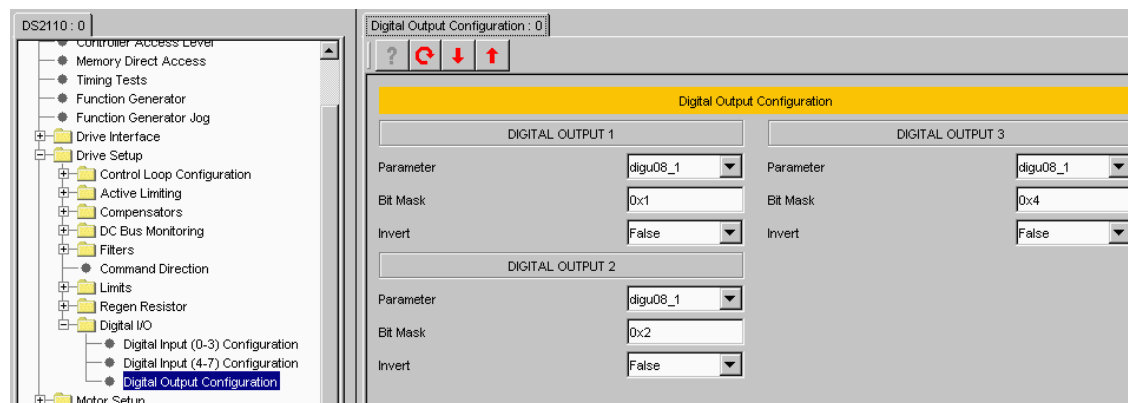 DS2110 : 0
Controller Access Level
Memory Direct Access
Timing Tests
Function Generator
Function Generator Jog
Drive Interface
Drive Setup
Control Loop Configuration
Active Limiting
Compensators
DC Bus Monitoring
Filters
Command Direction
Limits
Regen Resistor
Digital I/O
Digital Input (0-3) Configuration
Digital Input (4-7) Configuration
Digital Output Configuration
Motor Setup
Digital Output Configuration : 0
?
Digital Output Configuration
DIGITAL OUTPUT 1
Parameter digu08_1
Bit Mask 0x1
Invert False
DIGITAL OUTPUT 2
Parameter digu08_1
Bit Mask 0x2
Invert False
DIGITAL OUTPUT 3
Parameter digu08_1
Bit Mask 0x4
Invert False